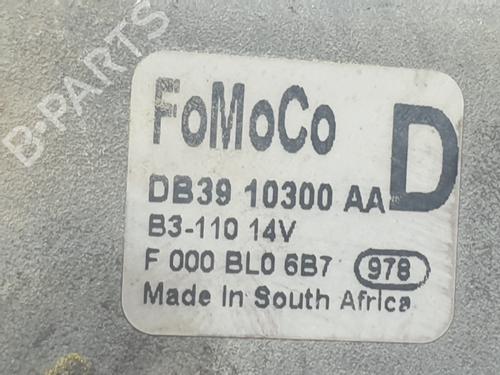 B-PARTS
FoMoCo
D
DB39 10300 AA
B3-110 14V
F 000 BL0 6B7 978
Made In South Africa